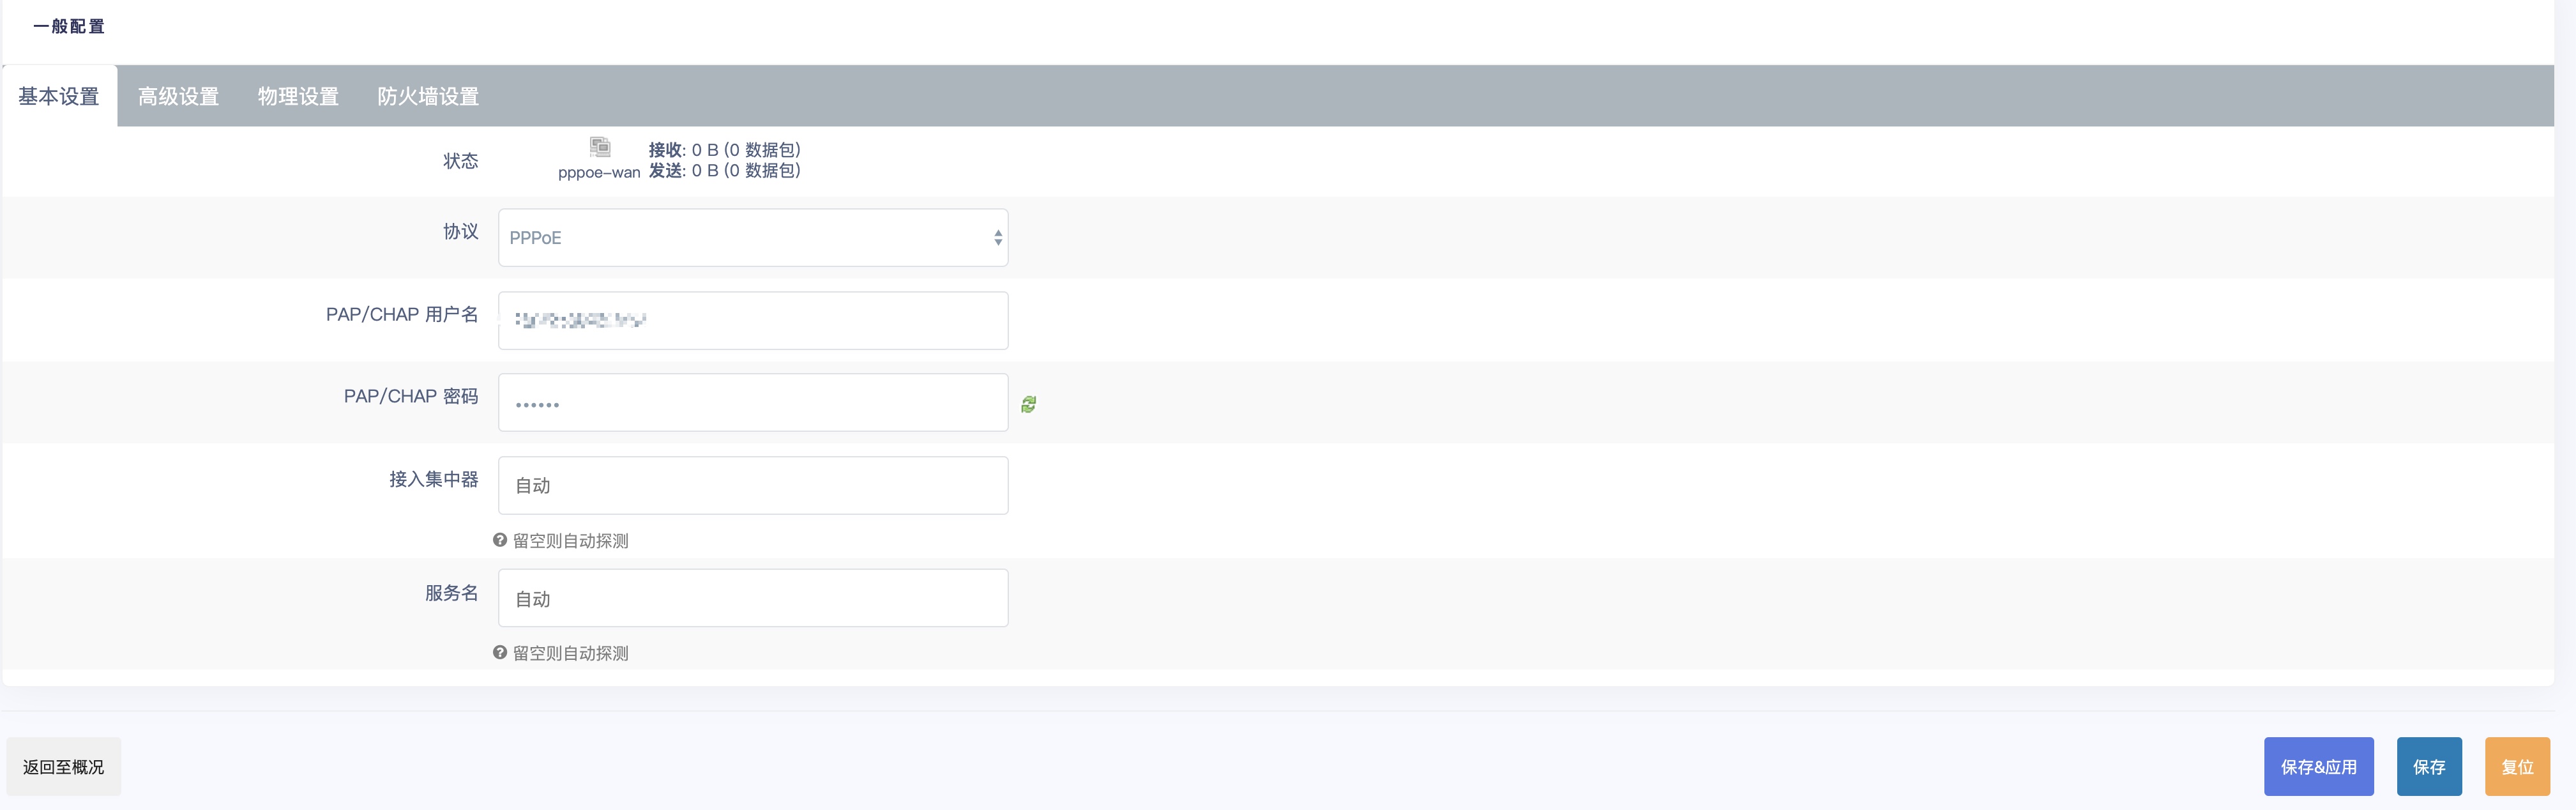 一般配置
基本设置 高级设置 物理设置 防火墙设置
状态
pppoe-wan
接收: 0 B (0 数据包)
发送: 0 B (0 数据包)
协议
PPPoE
PAP/CHAP 用户名
PAP/CHAP 密码
••••••
接入集中器
自动
留空则自动探测
服务名
自动
留空则自动探测
返回至概况
保存&应用
保存
复位